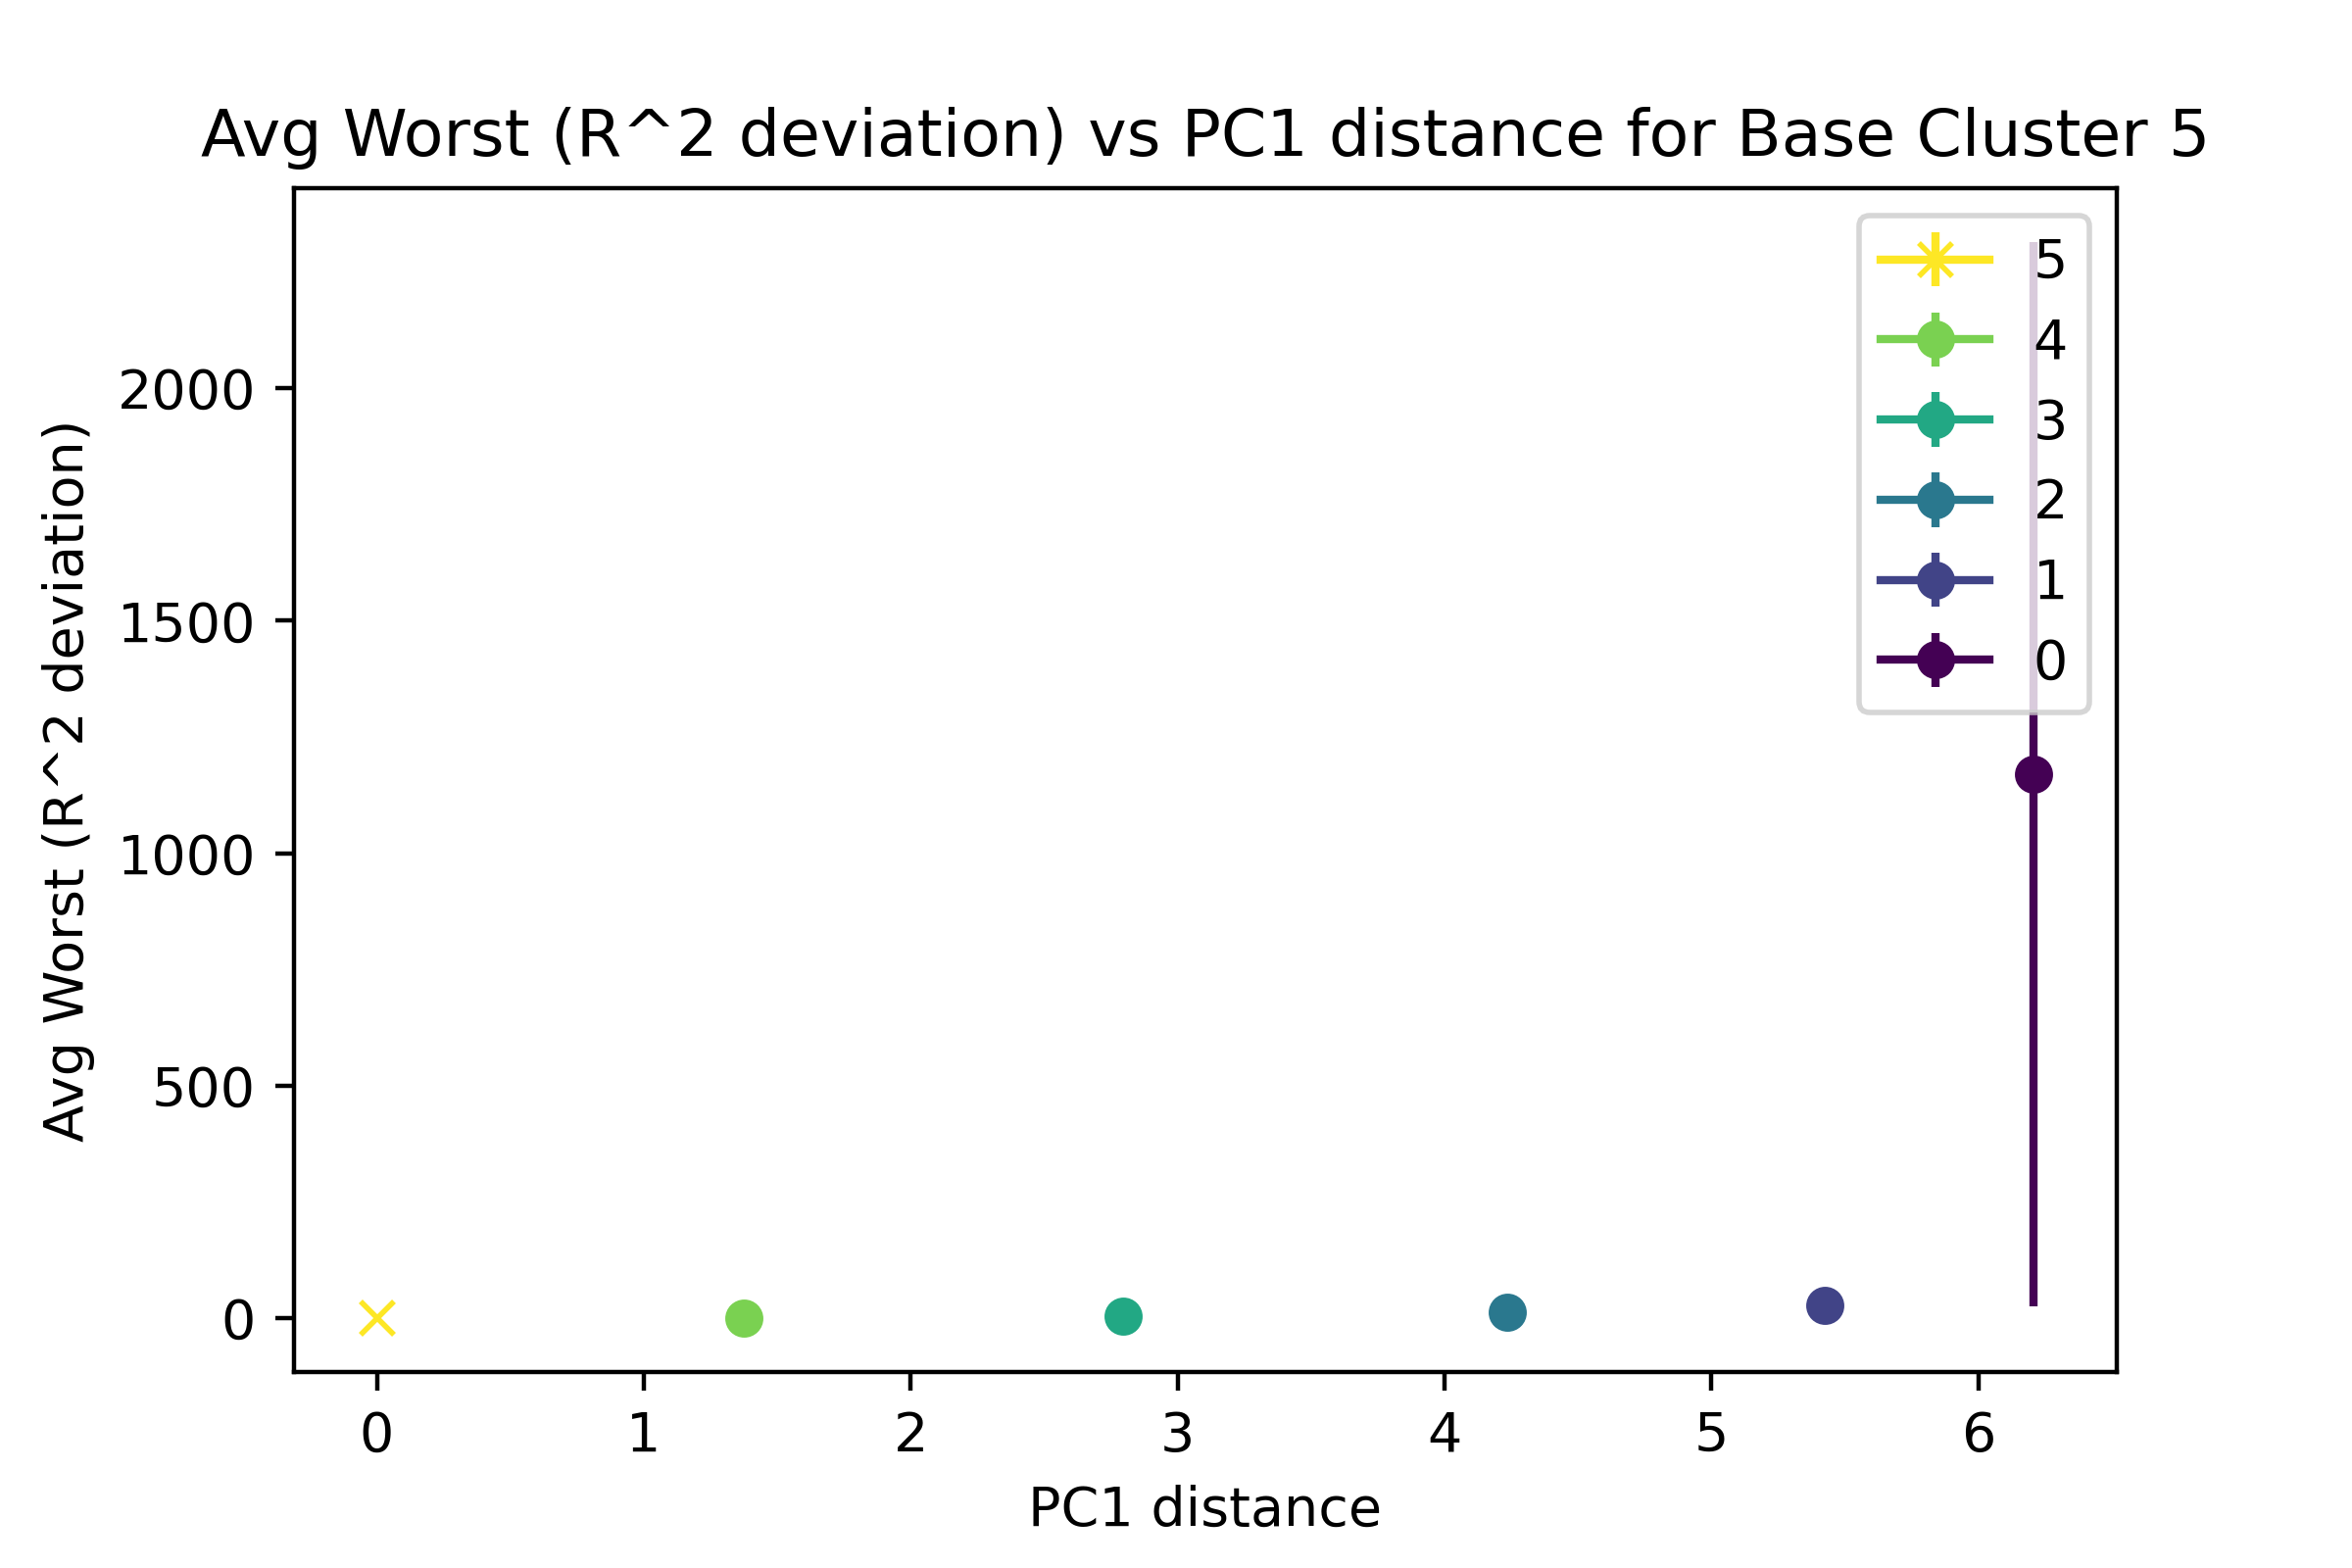 Avg Worst (R^2 deviation) vs PC1 distance for Base Cluster 5
Avg Worst (R^2 deviation)
2000
1500
1000
500
0
5
4
3
2
1
0
0 1 2 3 4 5 6
PC1 distance